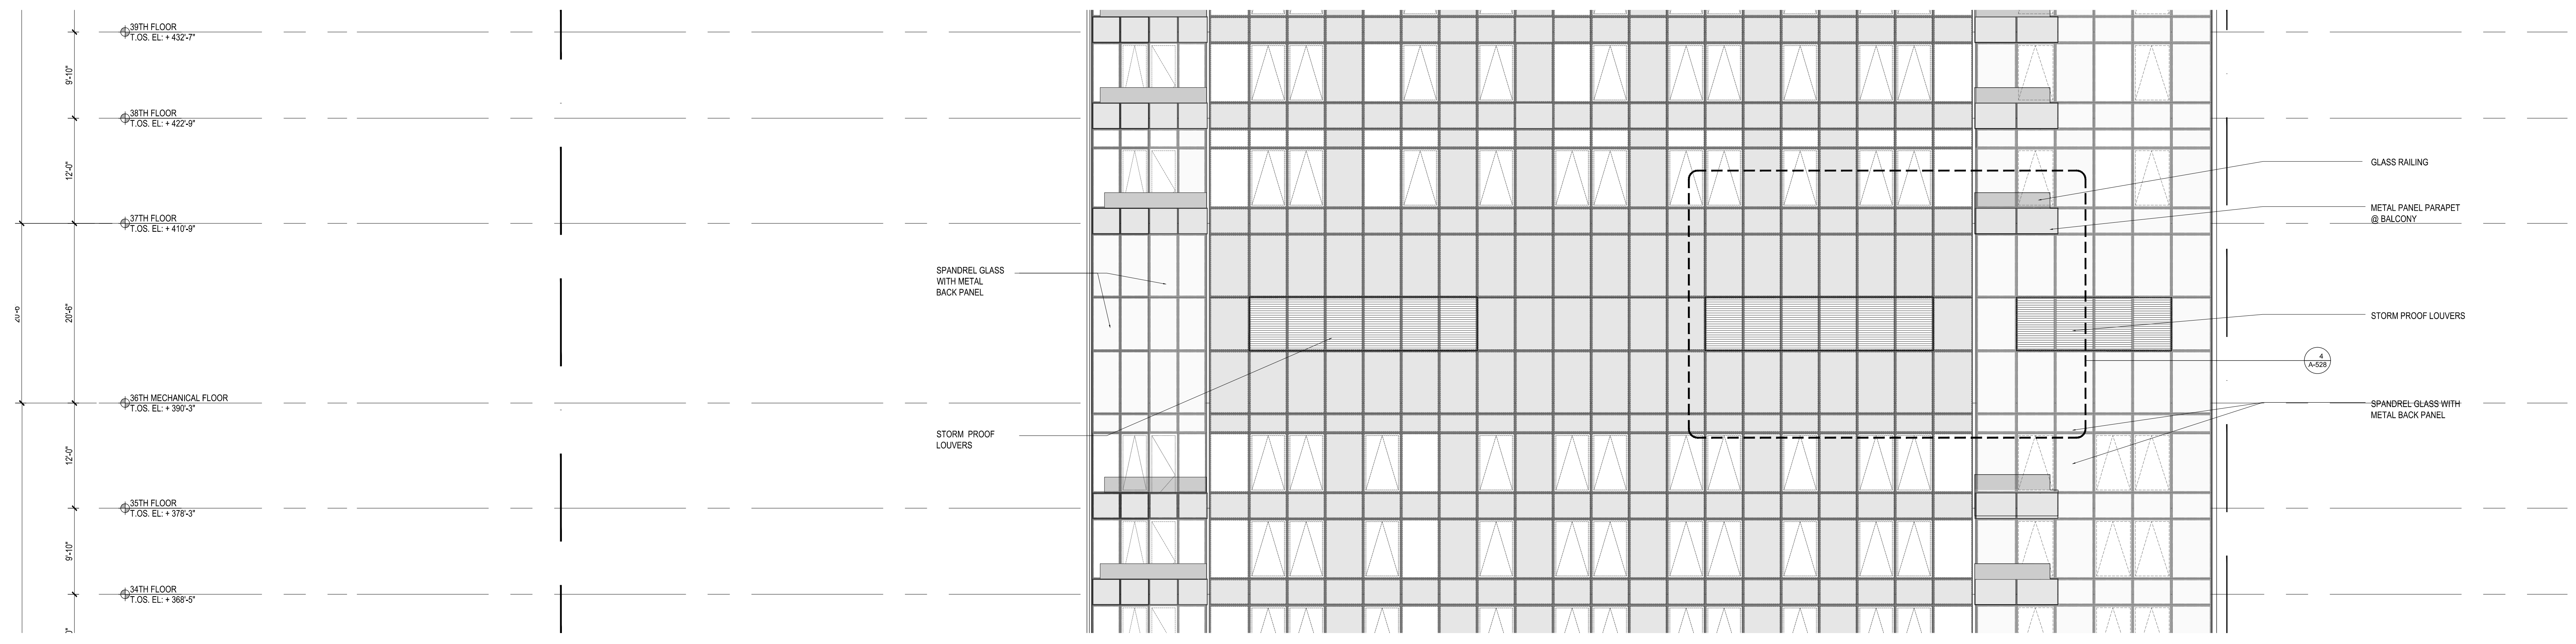 39TH FLOOR
T.OS. EL: + 432'-7"
9'-10"
38TH FLOOR
T.OS. EL: + 422'-9"
12'-0"
GLASS RAILING
37TH FLOOR
T.OS. EL: + 410'-9"
METAL PANEL PARAPET
@ BALCONY
SPANDREL GLASS
WITH METAL
BACK PANEL
20'-6"
20'-6"
STORM PROOF LOUVERS
4
A-528
36TH MECHANICAL FLOOR
T.OS. EL: + 390'-3"
SPANDREL GLASS WITH
METAL BACK PANEL
STORM PROOF
LOUVERS
12'-0"
35TH FLOOR
T.OS. EL: + 378'-3"
9'-10"
34TH FLOOR
T.OS. EL: + 368'-5"